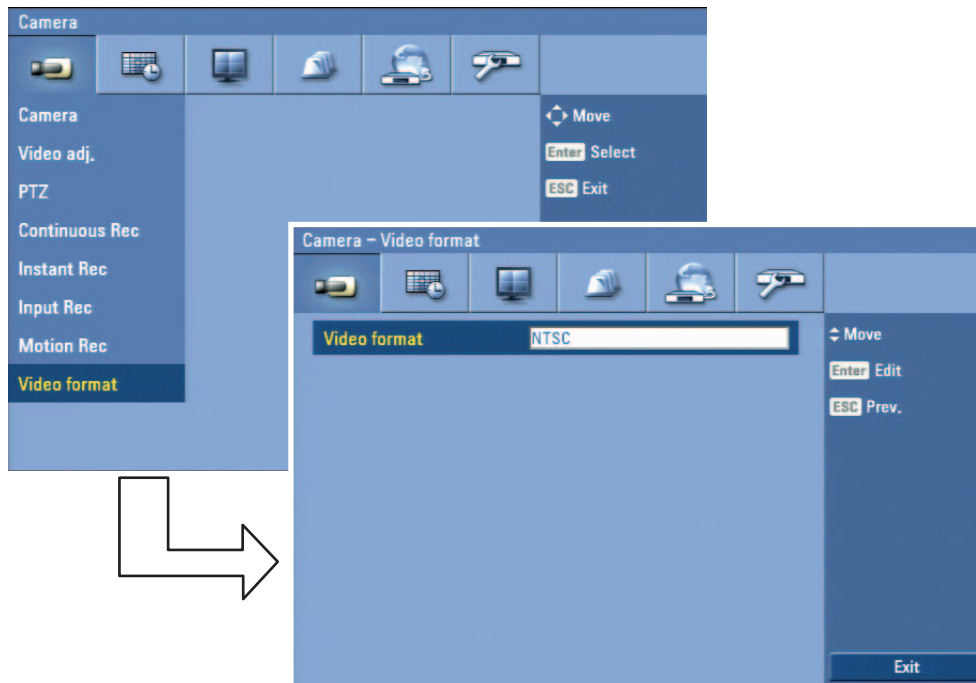 Camera
Camera
Video adj.
PTZ
Continuous Rec
Instant Rec
Input Rec
Motion Rec
Video format
Move
Enter Select
ESC Exit
Camera – Video format
Video format NTSC
Move
Enter Edit
ESC Prev.
Exit